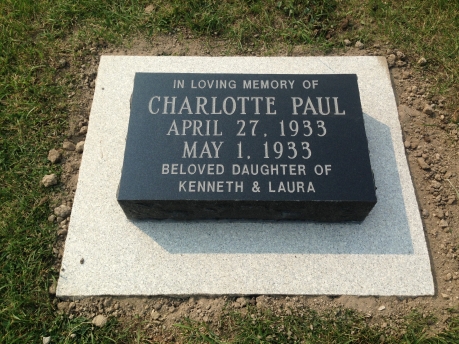 IN LOVING MEMORY OF
CHARLOTTE PAUL
APRIL 27, 1933
MAY 1, 1933
BELOVED DAUGHTER OF
KENNETH & LAURA